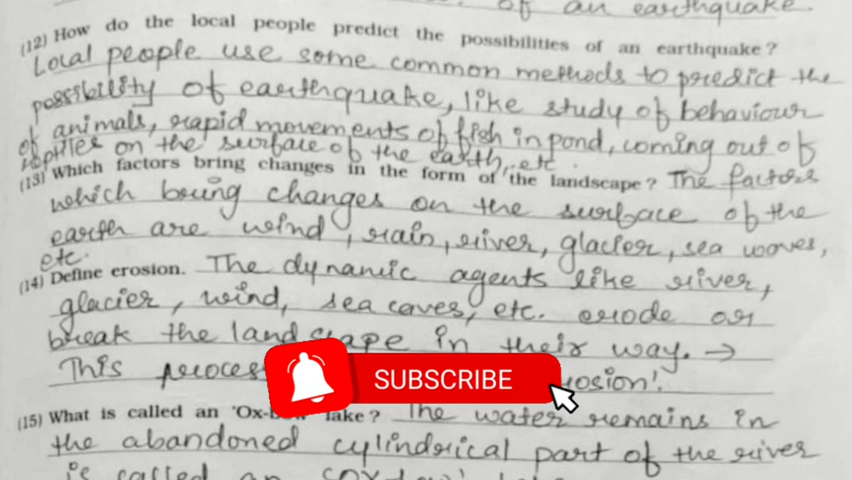 of an earthquake.
(12) How do the local people predict the possibilities of an earthquake?
Local people use some common methods to predict the
possibility of earthquake, like study of behaviour
of animals, rapid movements of fish in pond, coming out of
reptiles on the surface of the earth, etc.
(13) Which factors bring changes in the form of the landscape? The factors
which bring changes on the surface of the
earth are wind, rain, river, glacier, sea waves,
etc.
(14) Define erosion. The dynamic agents like river,
glacier, wind, sea caves, etc. erode or
break the landscape in their way. →
This
SUBSCRIBE
(15) What is called an 'Ox-bow' lake? The water remains in
the abandoned cylindrical part of the river
is called an